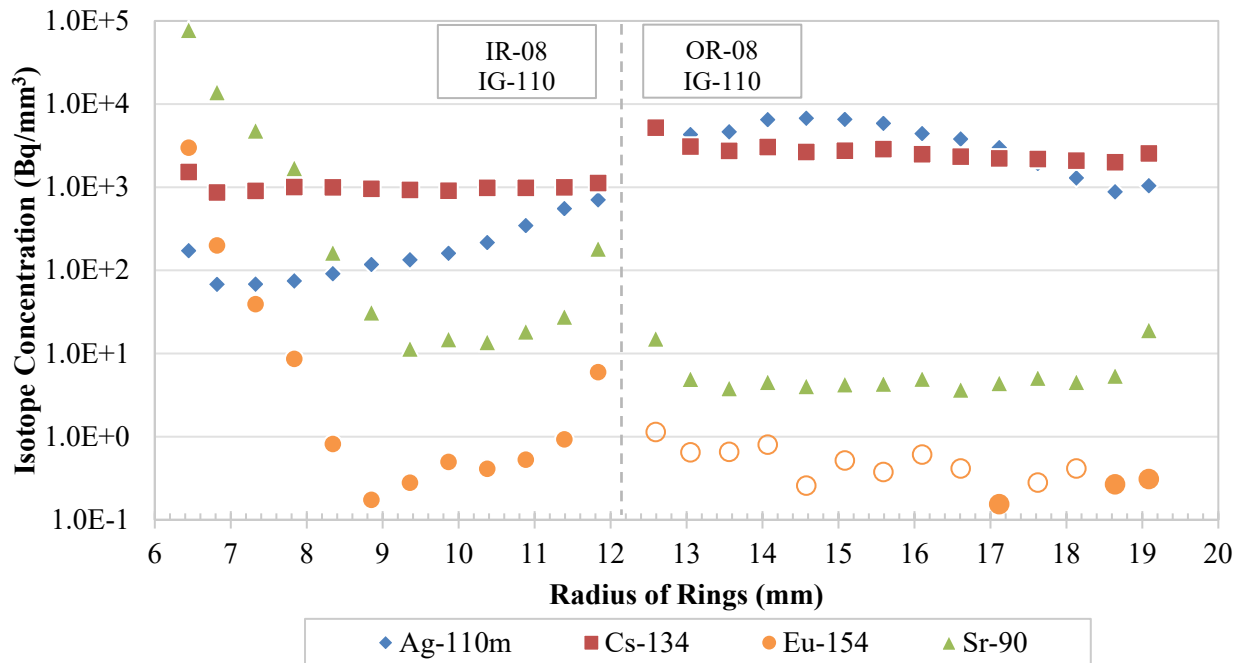 Isotope Concentration (Bq/mm³)
1.0E+5
1.0E+4
1.0E+3
1.0E+2
1.0E+1
1.0E+0
1.0E-1
IR-08
IG-110
OR-08
IG-110
6 7 8 9 10 11 12 13 14 15 16 17 18 19 20
Radius of Rings (mm)
Ag-110m Cs-134 Eu-154 Sr-90